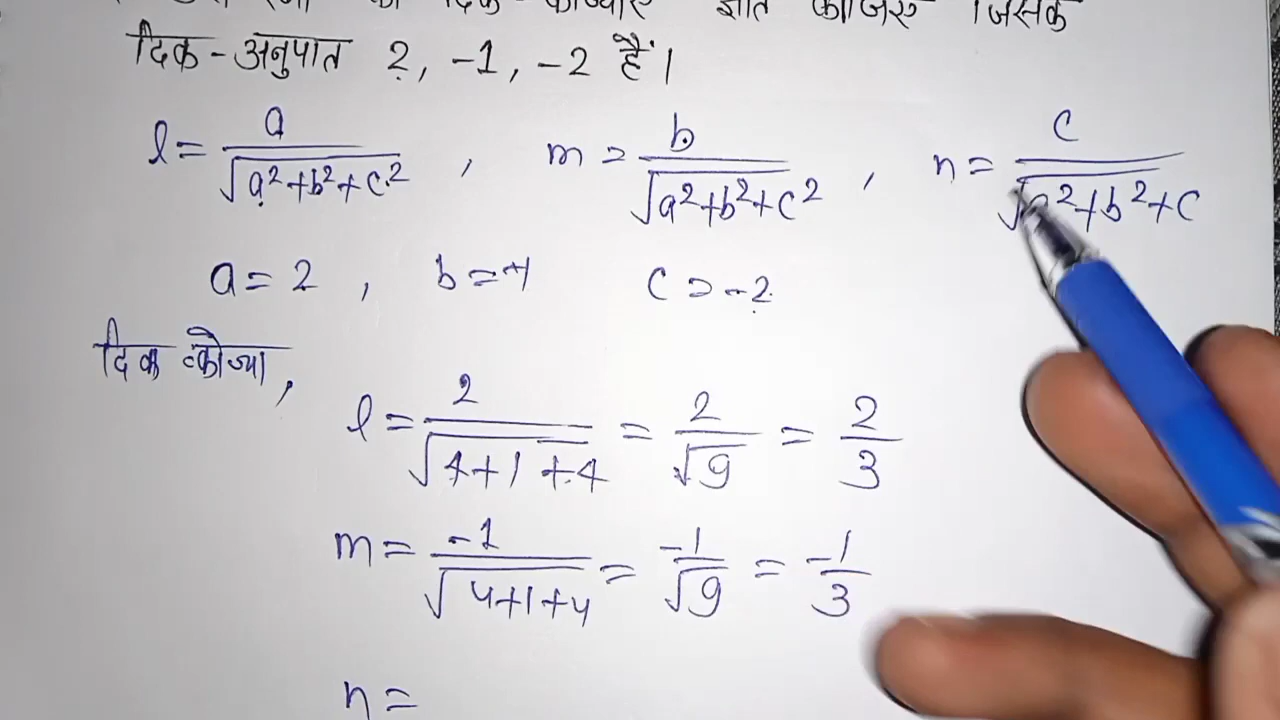 दिक-कोज्याएँ ज्ञात कीजिए जिसके
दिक-अनुपात 2, -1, -2 हैं।
l = a/√(a²+b²+c²) , m = b/√(a²+b²+c²) , n = c/√(a²+b²+c
a = 2 , b = -1 c = -2
दिक कोज्या,
l = 2/√(4+1+4) = 2/√9 = 2/3
m = -1/√(4+1+4) = -1/√9 = -1/3
n =